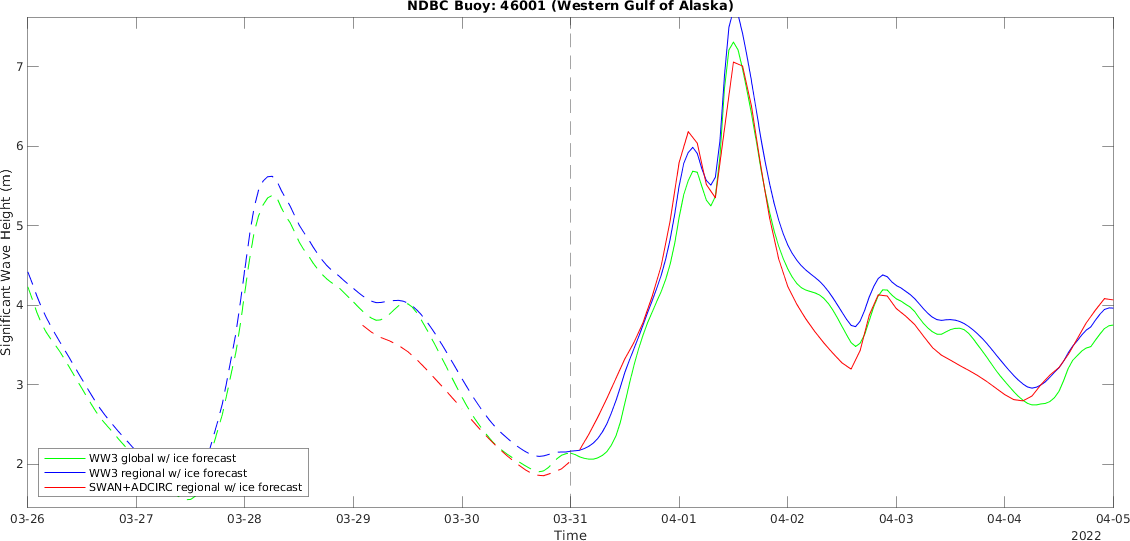 NDBC Buoy: 46001 (Western Gulf of Alaska)
Significant Wave Height (m)
7
6
5
4
3
2
WW3 global w/ ice forecast
WW3 regional w/ ice forecast
SWAN+ADCIRC regional w/ ice forecast
03-26 03-27 03-28 03-29 03-30 03-31 04-01 04-02 04-03 04-04 04-05
Time
2022